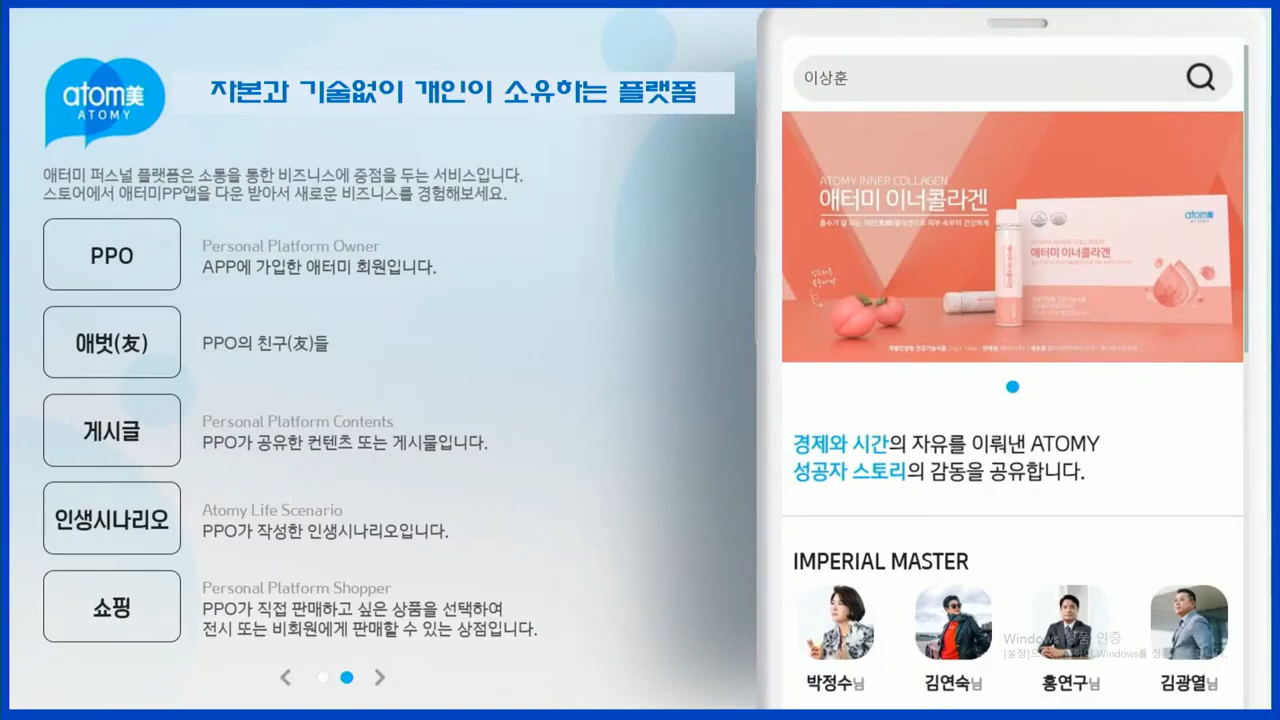 atom美
ATOMY
자본과 기술없이 개인이 소유하는 플랫폼
애터미 퍼스널 플랫폼은 소통을 통한 비즈니스에 중점을 두는 서비스입니다.
스토어에서 애터미PP앱을 다운 받아서 새로운 비즈니스를 경험해보세요.
PPO
Personal Platform Owner
APP에 가입한 애터미 회원입니다.
애벗(友)
PPO의 친구(友)들
게시글
Personal Platform Contents
PPO가 공유한 컨텐츠 또는 게시물입니다.
인생시나리오
Atomy Life Scenario
PPO가 작성한 인생시나리오입니다.
쇼핑
Personal Platform Shopper
PPO가 직접 판매하고 싶은 상품을 선택하여
전시 또는 비회원에게 판매할 수 있는 상점입니다.
이상훈
ATOMY INNER COLLAGEN
애터미 이너콜라겐
atom美
ATOMY INNER COLLAGEN
애터미 이너콜라겐
경제와 시간의 자유를 이뤄낸 ATOMY
성공자 스토리의 감동을 공유합니다.
IMPERIAL MASTER
Windows 정품 인증
박정수님
김연숙님
홍연구님
김광열님